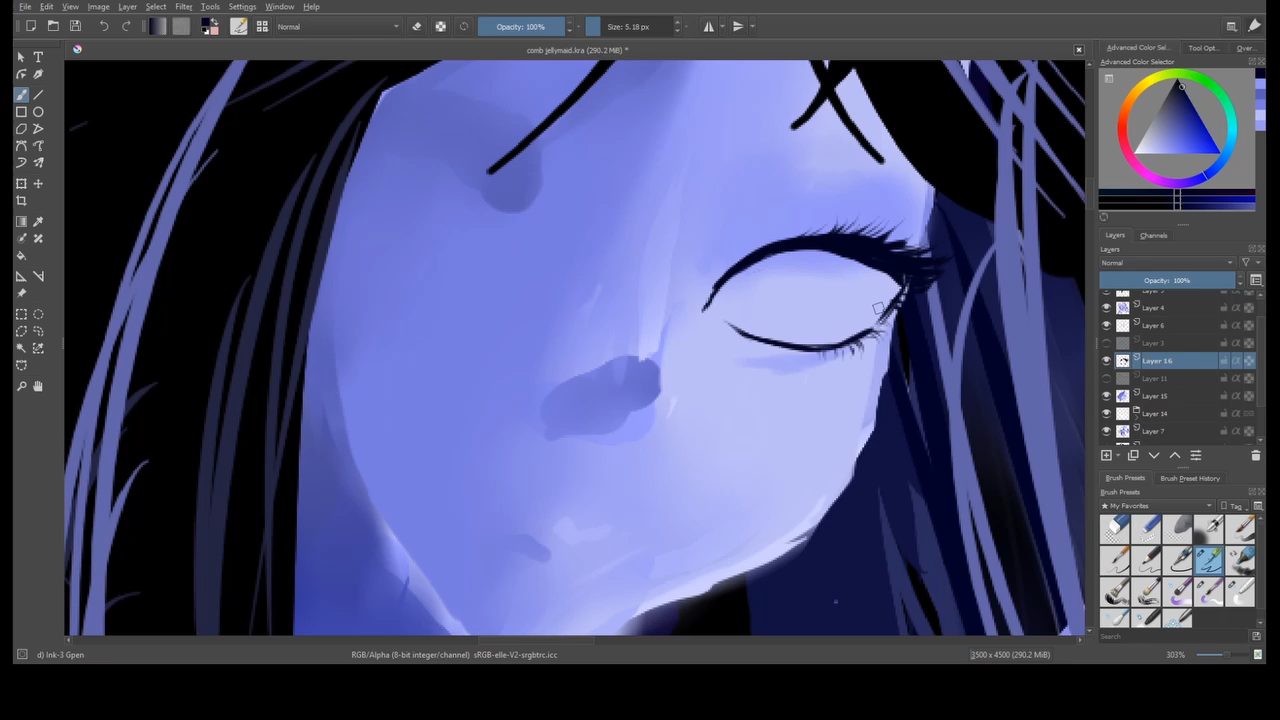 File Edit View Image Layer Select Filter Tools Settings Window Help
Normal Opacity: 100% Size: 5.18 px
comb jellymaid.kra (290.2 MiB) *
Advanced Color Sel... Tool Opt... Over...
Advanced Color Selector
Layers Channels
Layers
Normal
Opacity: 100%
Layer 4
Layer 6
Layer 3
Layer 16
Layer 11
Layer 15
Layer 14
Layer 7
Brush Presets Brush Preset History
Brush Presets
★ My Favorites Tag
Search
d) Ink-3 Gpen RGB/Alpha (8-bit integer/channel) sRGB-elle-V2-srgbtrc.icc 3500 x 4500 (290.2 MiB) 303%